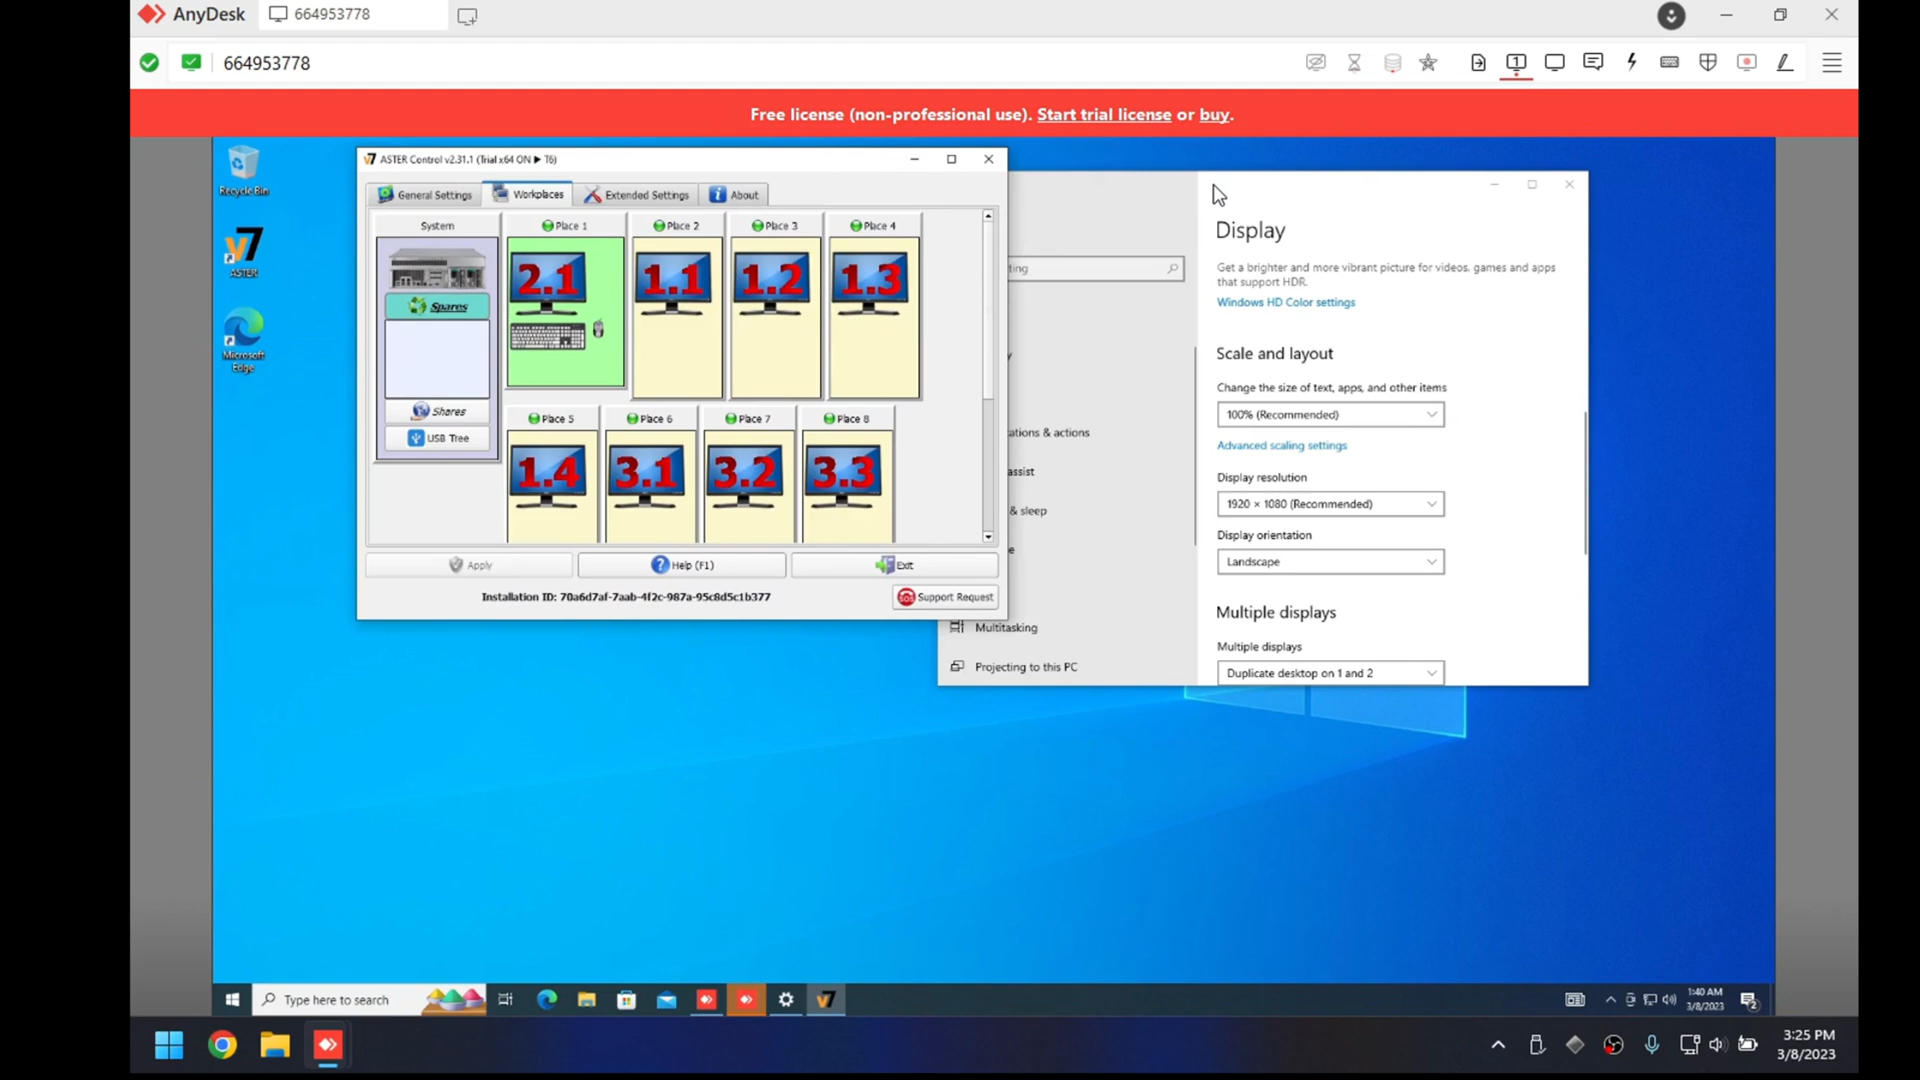 AnyDesk
664953778
664953778
Free license (non-professional use). Start trial license or buy.
Recycle Bin
ASTER
Microsoft
Edge
ASTER Control v2.31.1 (Trial x64 ON ▶ T6)
General Settings
Workplaces
Extended Settings
About
System
Place 1
Place 2
Place 3
Place 4
2.1
1.1
1.2
1.3
Spares
Shares
USB Tree
Place 5
Place 6
Place 7
Place 8
1.4
3.1
3.2
3.3
Apply
Help (F1)
Exit
Installation ID: 70a6d7af-7aab-4f2c-987a-95c8d5c1b377
Support Request
ting
y
ations & actions
assist
& sleep
e
Multitasking
Projecting to this PC
Display
Get a brighter and more vibrant picture for videos, games and apps
that support HDR.
Windows HD Color settings
Scale and layout
Change the size of text, apps, and other items
100% (Recommended)
Advanced scaling settings
Display resolution
1920 × 1080 (Recommended)
Display orientation
Landscape
Multiple displays
Multiple displays
Duplicate desktop on 1 and 2
Type here to search
1:40 AM
3/8/2023
2
3:25 PM
3/8/2023